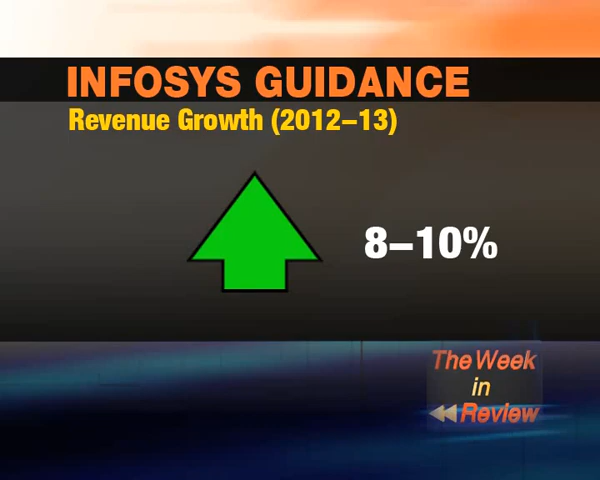 INFOSYS GUIDANCE
Revenue Growth (2012–13)
8–10%
The Week
in
Review